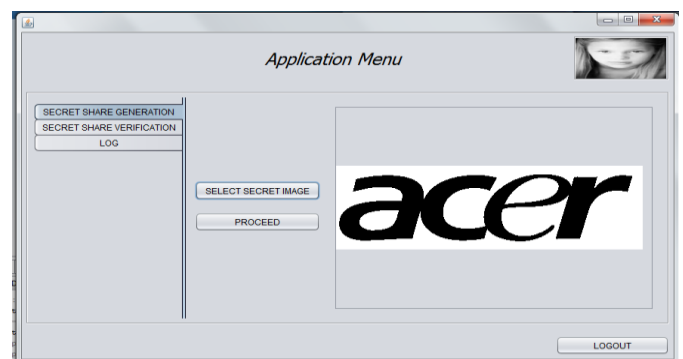 Application Menu
SECRET SHARE GENERATION
SECRET SHARE VERIFICATION
LOG
SELECT SECRET IMAGE
PROCEED
acer
LOGOUT